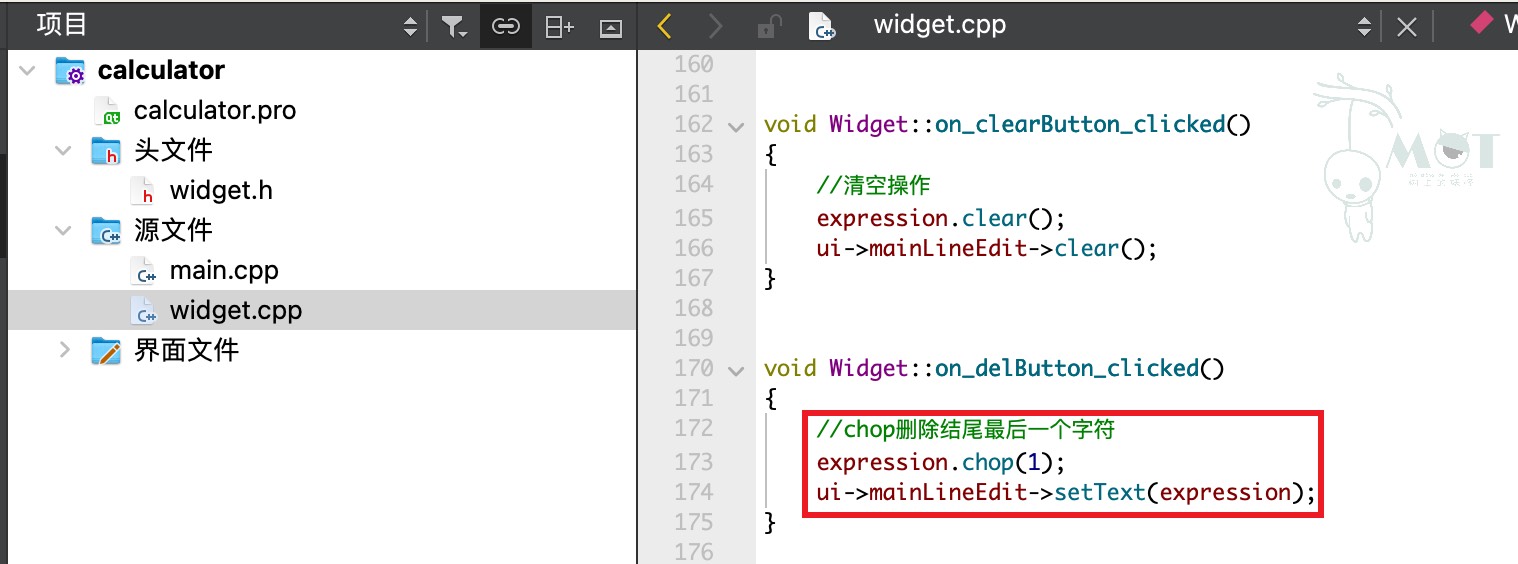 项目
widget.cpp
W
calculator
calculator.pro
头文件
widget.h
源文件
main.cpp
widget.cpp
界面文件
160
161
162 void Widget::on_clearButton_clicked()
163 {
164 //清空操作
165 expression.clear();
166 ui->mainLineEdit->clear();
167 }
168
169
170 void Widget::on_delButton_clicked()
171 {
172 //chop删除结尾最后一个字符
173 expression.chop(1);
174 ui->mainLineEdit->setText(expression);
175 }
176
MOT